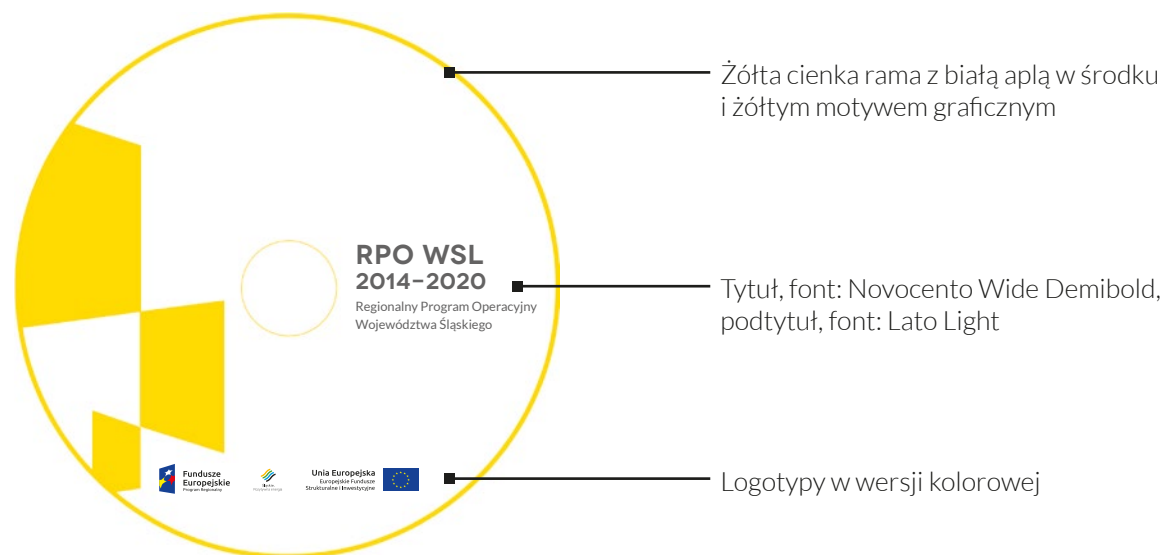 Żółta cienka rama z białą aplą w środku
i żółtym motywem graficznym
RPO WSL
2014–2020
Regionalny Program Operacyjny
Województwa Śląskiego
Tytuł, font: Novocento Wide Demibold,
podtytuł, font: Lato Light
Fundusze
Europejskie
Program Regionalny
Śląskie.
Unia Europejska
Europejskie Fundusze
Strukturalne i Inwestycyjne
Logotypy w wersji kolorowej